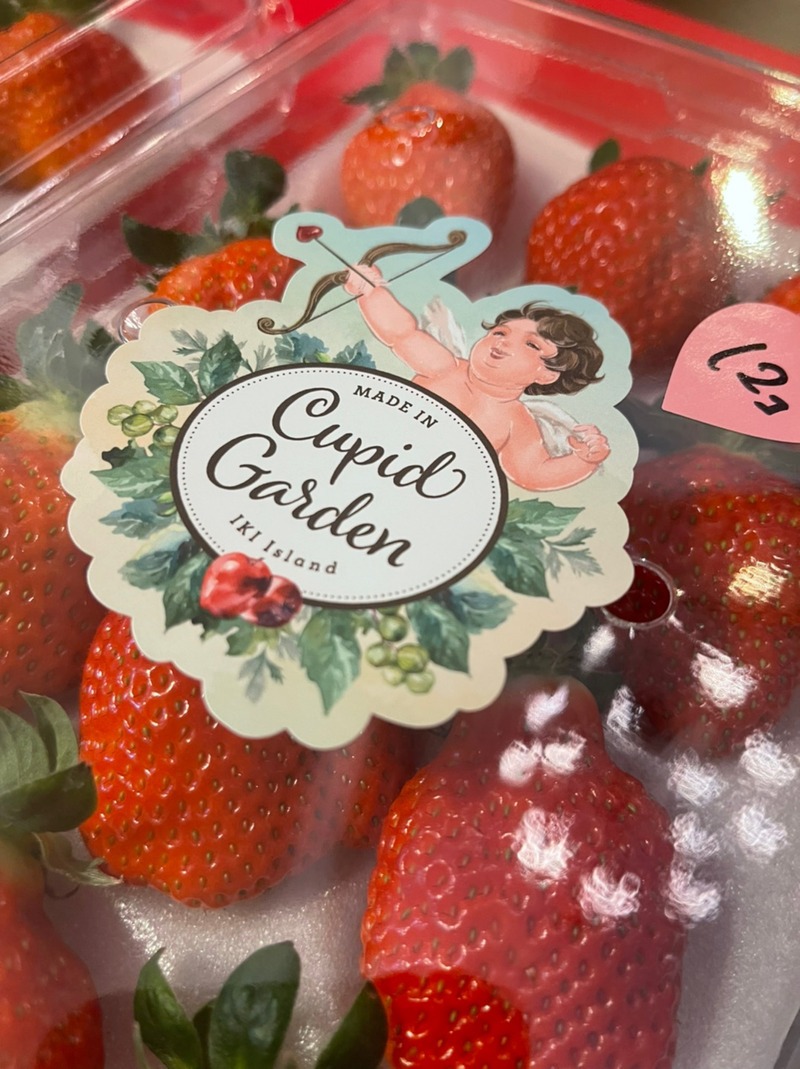 MADE IN
Cupid
Garden
IKI Island